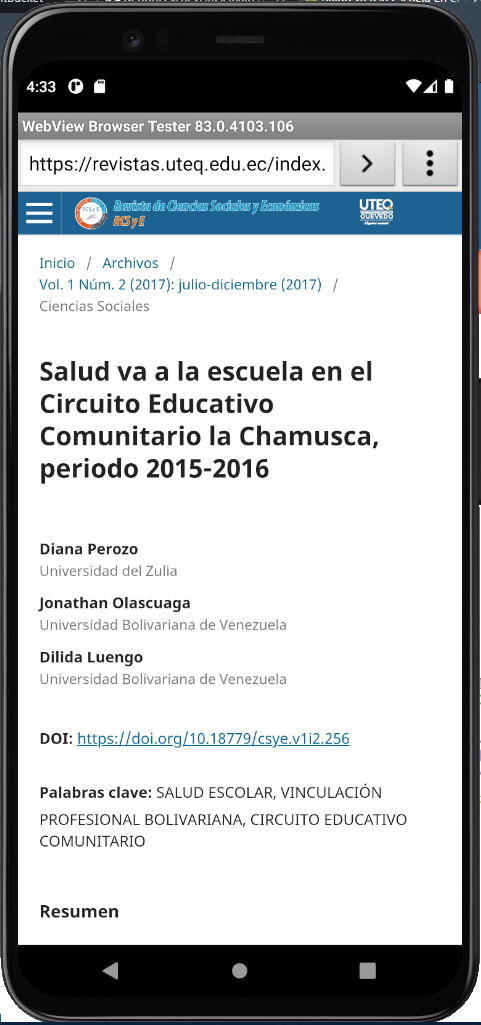 4:33
WebView Browser Tester 83.0.4103.106
https://revistas.uteq.edu.ec/index.
RCS y E
Revista de Ciencias Sociales y Económicas
RCS y E
UTEQ
QUEVEDO
Inicio / Archivos /
Vol. 1 Núm. 2 (2017): julio-diciembre (2017) /
Ciencias Sociales
Salud va a la escuela en el
Circuito Educativo
Comunitario la Chamusca,
periodo 2015-2016
Diana Perozo
Universidad del Zulia
Jonathan Olascuaga
Universidad Bolivariana de Venezuela
Dilida Luengo
Universidad Bolivariana de Venezuela
DOI: https://doi.org/10.18779/csye.v1i2.256
Palabras clave: SALUD ESCOLAR, VINCULACIÓN
PROFESIONAL BOLIVARIANA, CIRCUITO EDUCATIVO
COMUNITARIO
Resumen